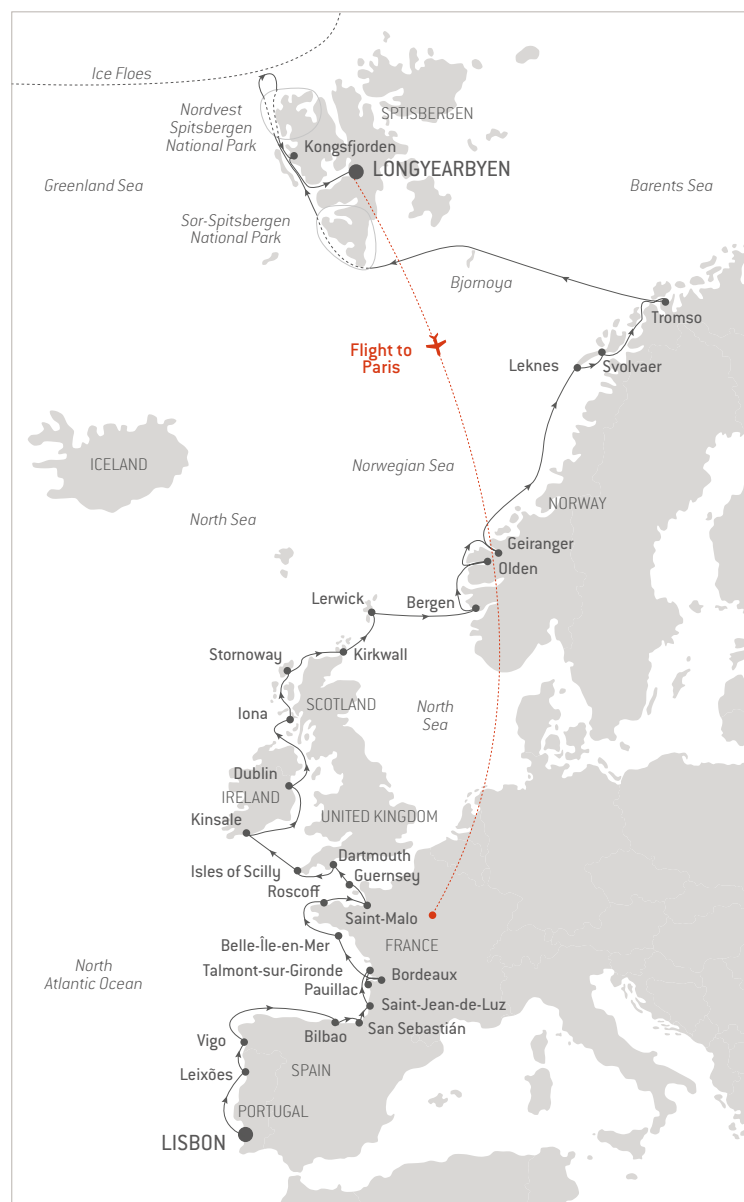 Ice Floes
Nordvest
Spitsbergen
National Park
SPTISBERGEN
Kongsfjorden
LONGYEARBYEN
Greenland Sea
Barents Sea
Sor-Spitsbergen
National Park
Bjornoya
Tromso
Flight to
Paris
Leknes
Svolvaer
ICELAND
Norwegian Sea
NORWAY
North Sea
Geiranger
Olden
Lerwick
Bergen
Stornoway
Kirkwall
SCOTLAND
North
Sea
Iona
Dublin
IRELAND
Kinsale
UNITED KINGDOM
Dartmouth
Isles of Scilly
Guernsey
Roscoff
Saint-Malo
Belle-Île-en-Mer
FRANCE
North
Atlantic Ocean
Talmont-sur-Gironde
Bordeaux
Pauillac
Saint-Jean-de-Luz
San Sebastián
Bilbao
Vigo
Leixões
SPAIN
PORTUGAL
LISBON